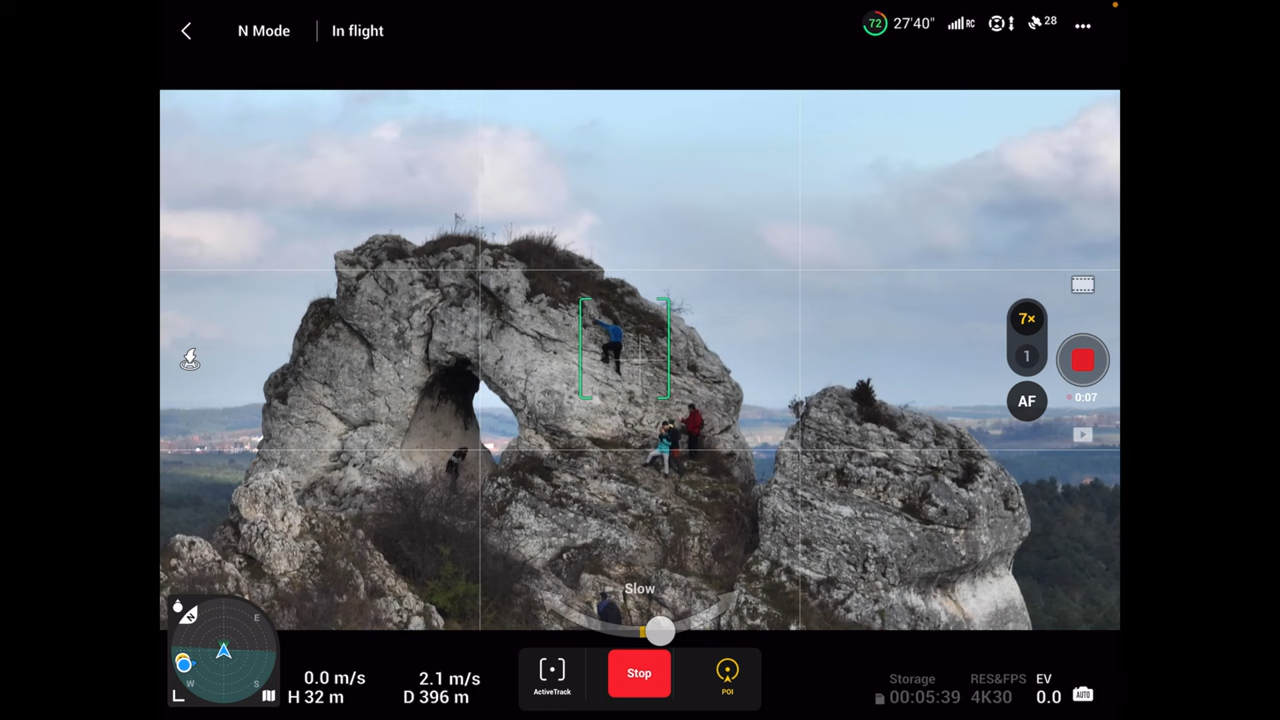 N Mode
In flight
72
27'40"
RC
28
7×
1
AF
0:07
Slow
N
E
W
S
0.0 m/s
2.1 m/s
H 32 m
D 396 m
ActiveTrack
Stop
POI
Storage
RES&FPS
EV
00:05:39
4K30
0.0
AUTO